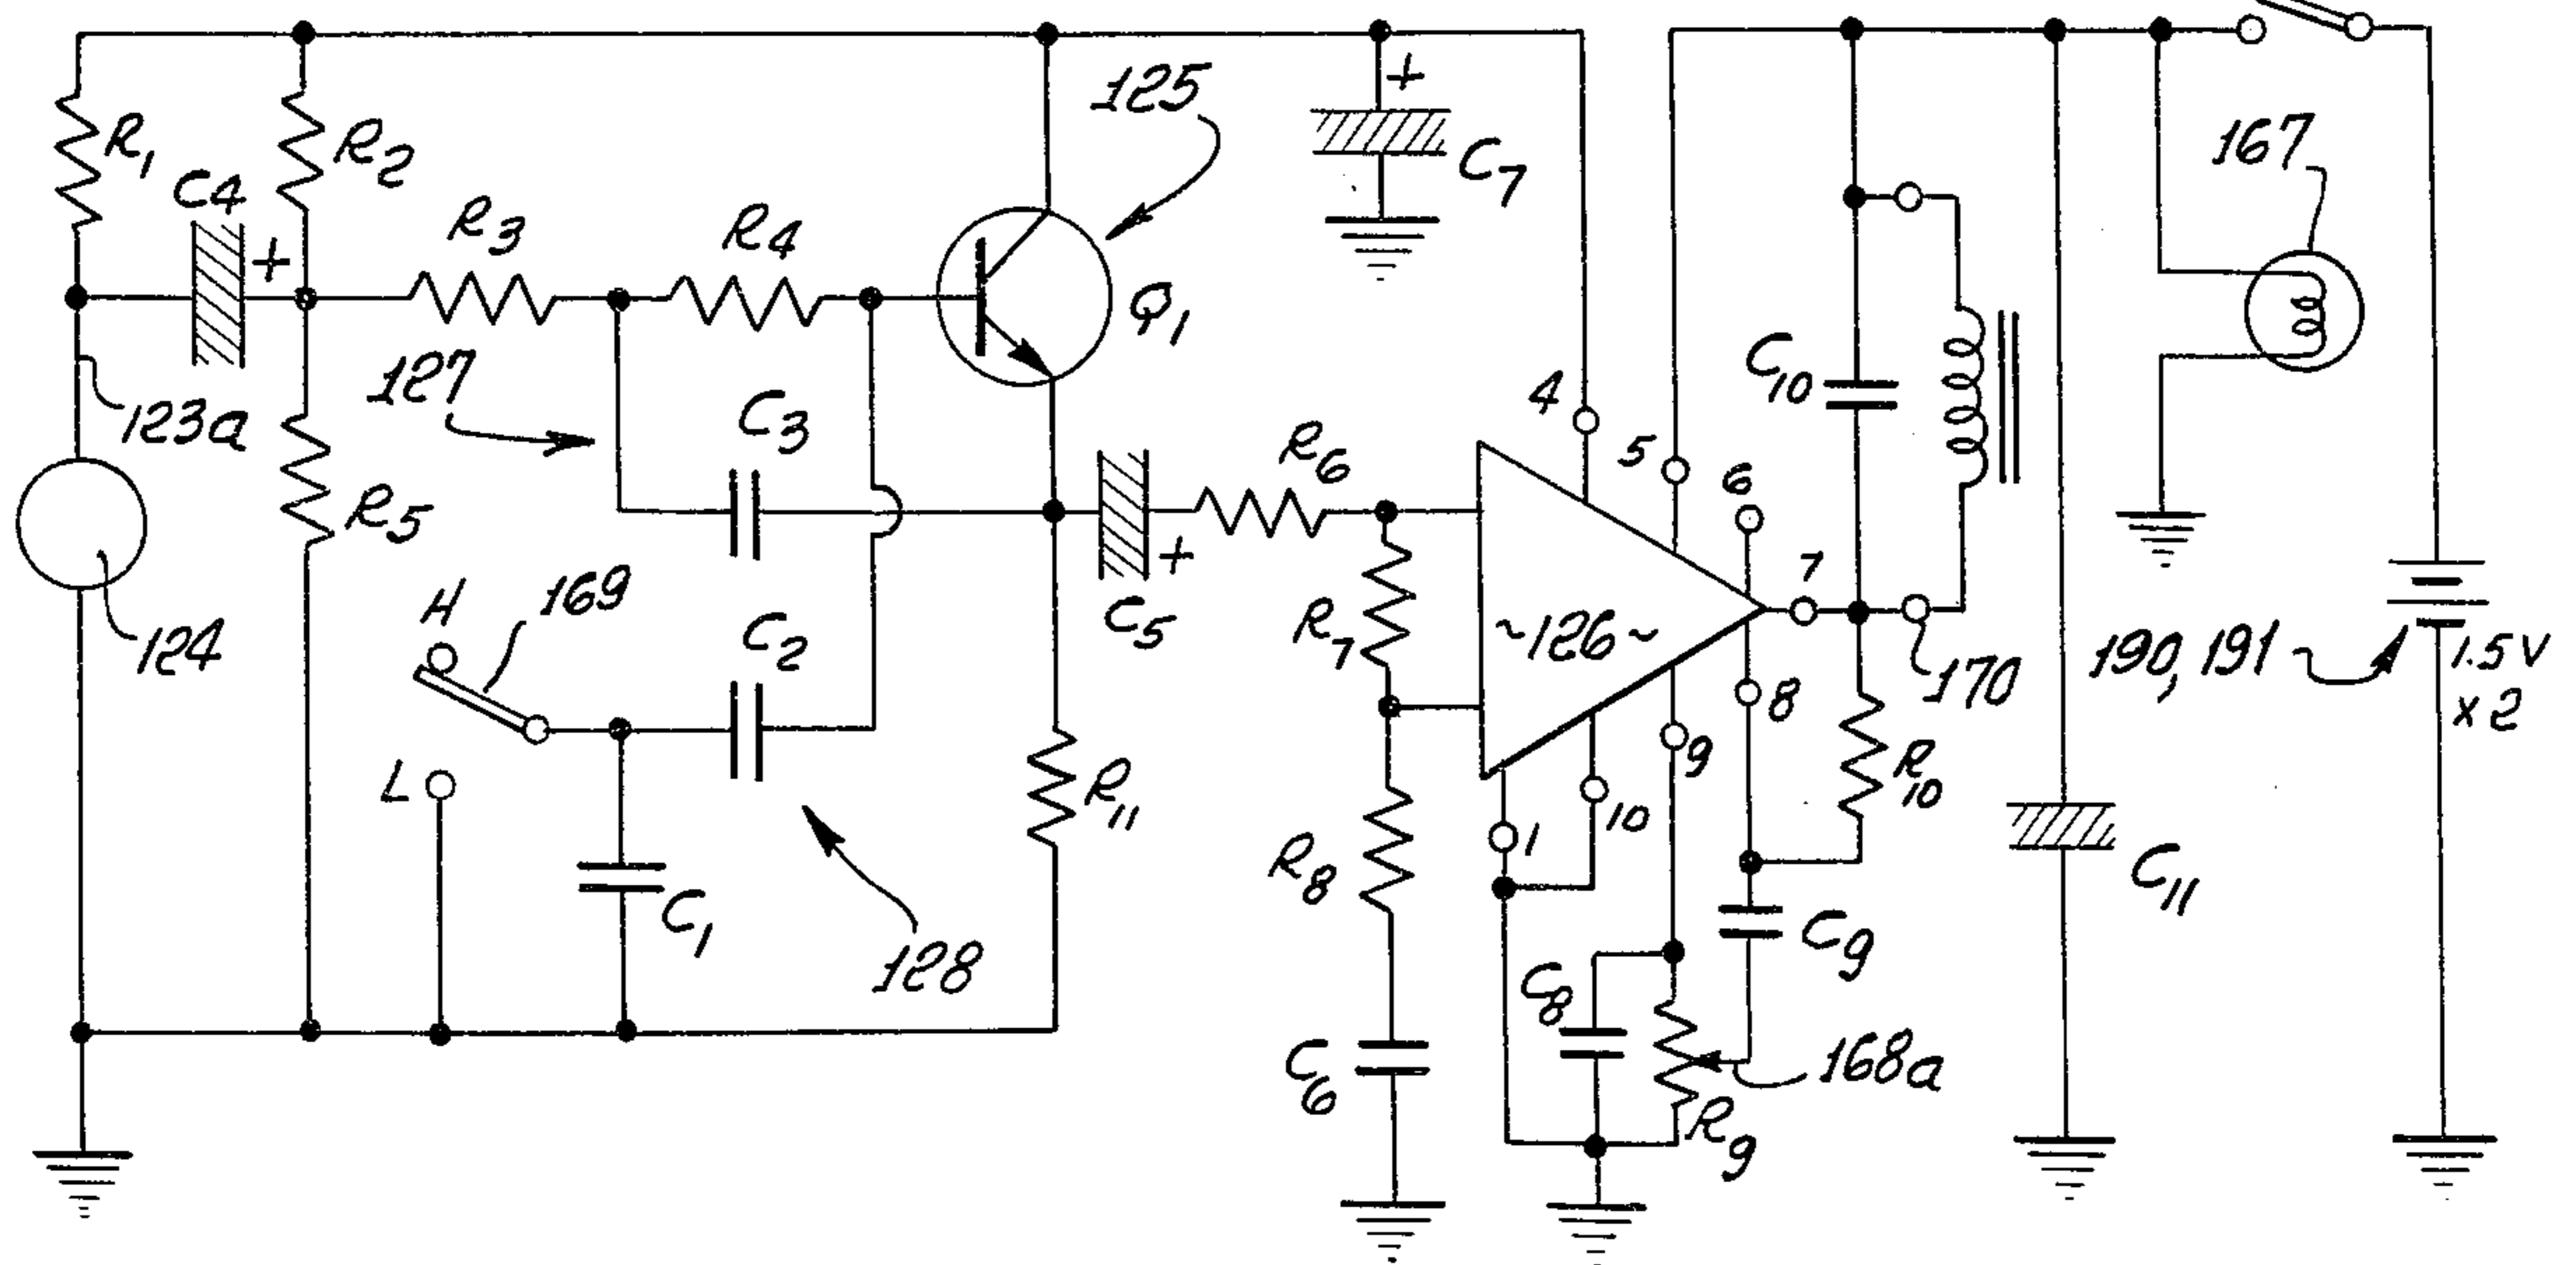 125
167
R1
C4
+
R2
+
C7
R3
R4
Q1
127
123a
C3
4
5
6
C10
R5
R6
+
C5
7
124
H
169
C2
R7
~126~
8
170
190, 191
1.5V
x 2
L
R11
9
R10
10
1
R8
C1
128
C8
C9
C11
C6
168a
R9